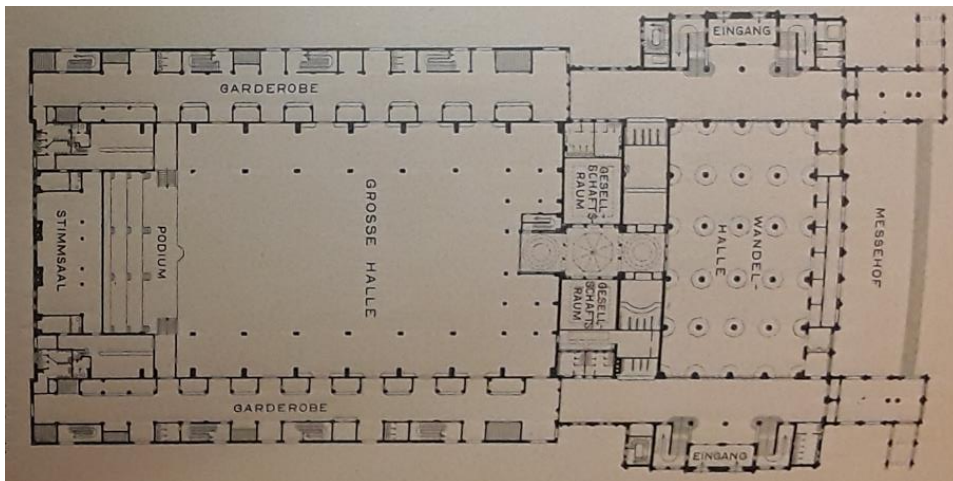 EINGANG
GARDEROBE
STIMMSAAL
PODIUM
GROSSE HALLE
GESELL-
SCHAFTS-
RAUM
GESELL-
SCHAFTS-
RAUM
WANDEL-
HALLE
MESSEHOF
GARDEROBE
EINGANG